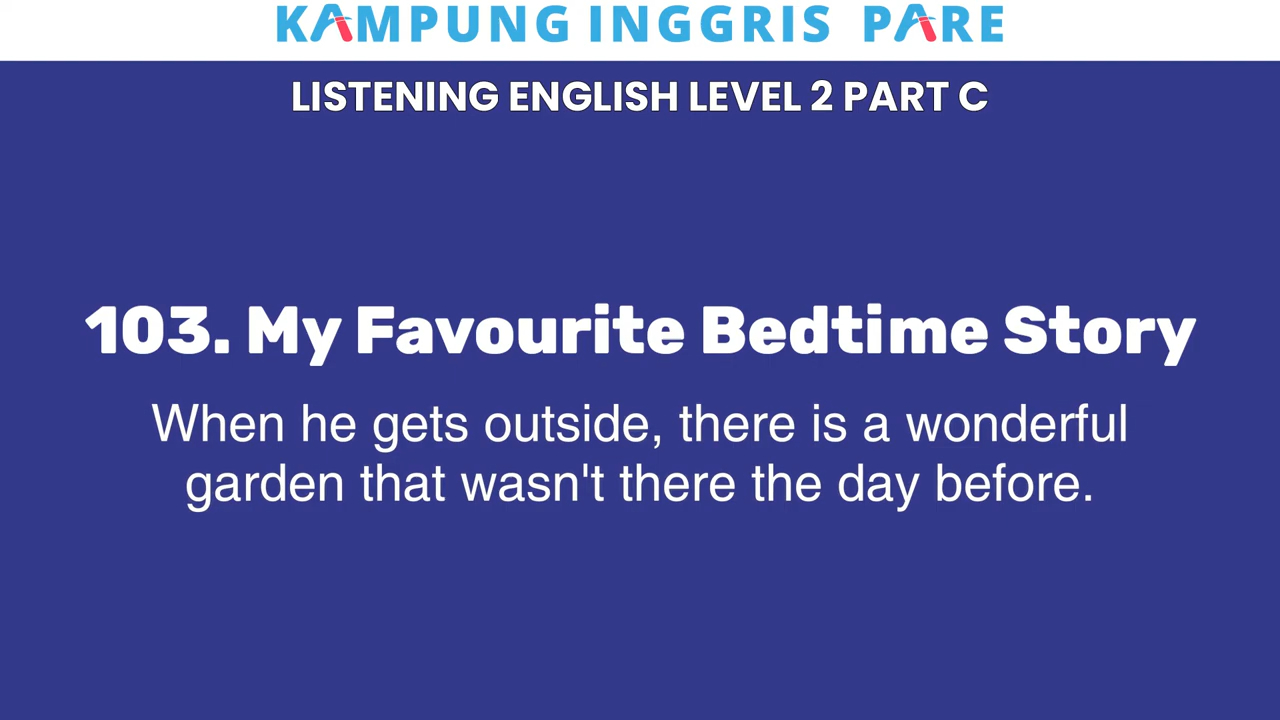 KAMPUNG INGGRIS PARE
LISTENING ENGLISH LEVEL 2 PART C
103. My Favourite Bedtime Story
When he gets outside, there is a wonderful
garden that wasn't there the day before.